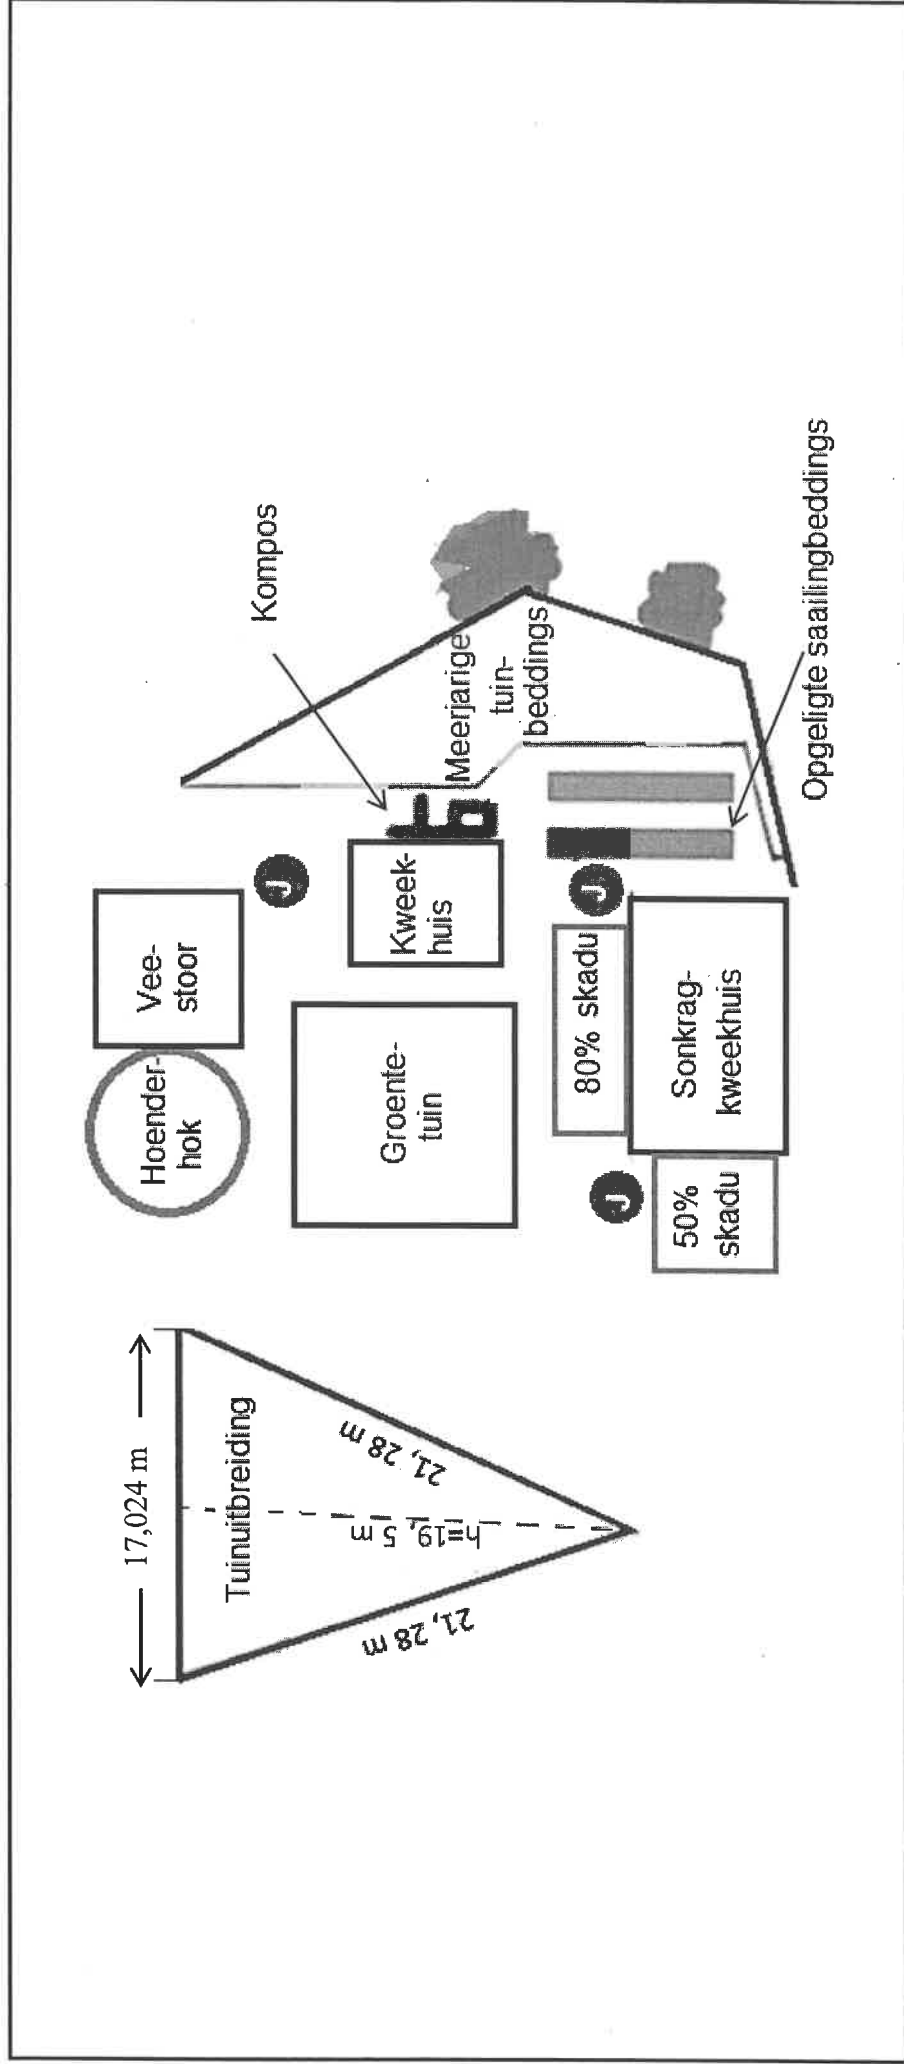 17,024 m
Tuinuitbreiding
21, 28 m
h=19, 5 m
21, 28 m
Hoender-
hok
Vee-
stoor
Groente-
tuin
Kweek-
huis
Kompos
Meerjarige
tuin-
beddings
50%
skadu
80% skadu
Sonkrag-
kweekhuis
J
J
J
Opgeligte saailingbeddings